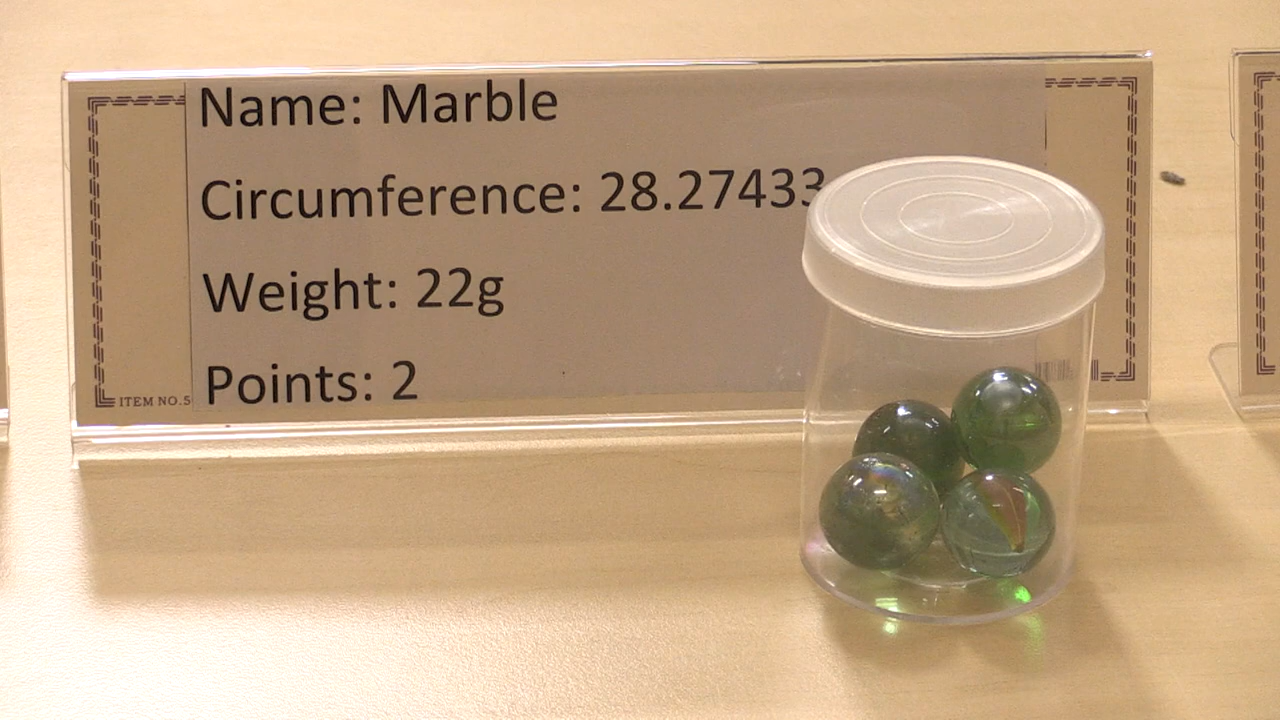 Name: Marble
Circumference: 28.27433
Weight: 22g
Points: 2
ITEM NO.5